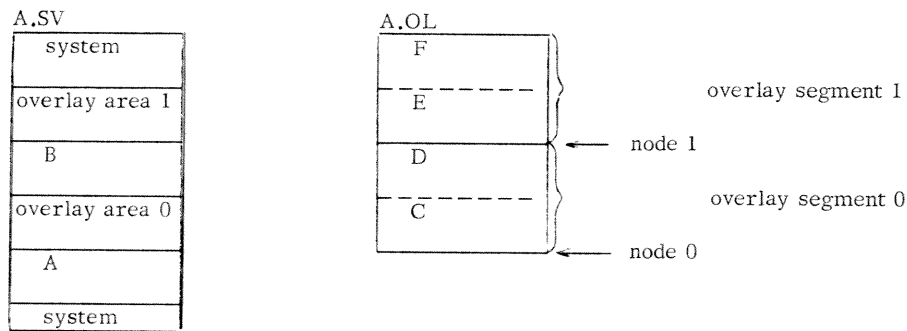 A.SV
system
overlay area 1
B
overlay area 0
A
system
A.OL
F
E
D
C
overlay segment 1
node 1
overlay segment 0
node 0